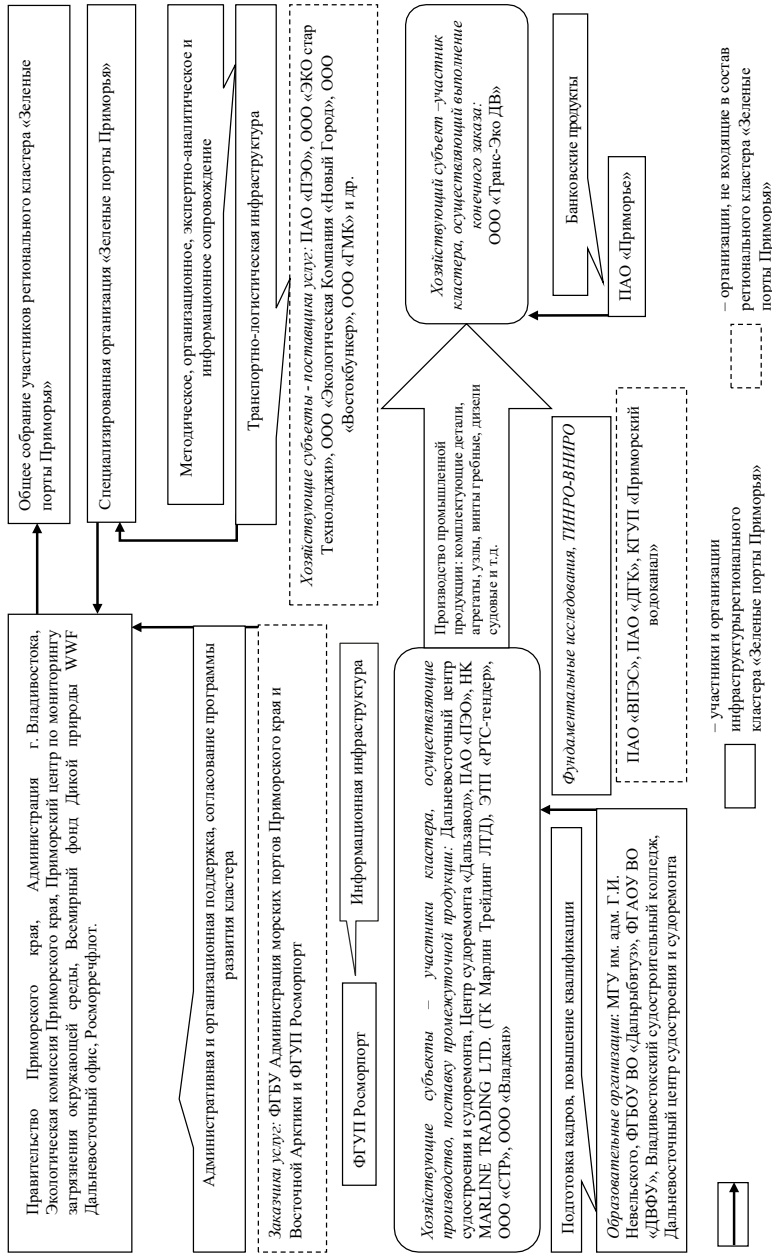 Правительство Приморского края, Администрация г. Владивостока,
Экологическая комиссия Приморского края, Приморский центр по мониторингу
загрязнения окружающей среды, Всемирный фонд Дикой природы WWF
Дальневосточный офис, Росморречфлот.
Общее собрание участников регионального кластера «Зеленые
порты Приморья»
Специализированная организация «Зеленые порты Приморья»
Административная и организационная поддержка, согласование программы
развития кластера
Методическое, организационное, экспертно-аналитическое и
информационное сопровождение
Заказчики услуг: ФГБУ Администрация морских портов Приморского края и
Восточной Арктики и ФГУП Росморпорт
Транспортно-логистическая инфраструктура
ФГУП Росморпорт
Информационная инфраструктура
Хозяйствующие субъекты - поставщики услуг: ПАО «ПЭО», ООО «ЭКО стар
Технолоджи», ООО «Экологическая Компания «Новый Город», ООО
«Востокбункер», ООО «ГМК» и др.
Хозяйствующие субъекты – участники кластера, осуществляющие
производство, поставку промежуточной продукции: Дальневосточный центр
судостроения и судоремонта, Центр судоремонта «Дальзавод», ПАО «ПЭО», НК
MARLINE TRADING LTD. (ГК Марлин Трейдинг ЛТД), ЭТП «РТС-тендер»,
ООО «СТР», ООО «Владкан»
Производство промышленной
продукции: комплектующие детали,
агрегаты, узлы, винты гребные, дизели
судовые и т.д.
Хозяйствующий субъект –участник
кластера, осуществляющий выполнение
конечного заказа:
ООО «Транс-Эко ДВ»
Подготовка кадров, повышение квалификации
Фундаментальные исследования, ТИНРО-ВНИРО
Банковские продукты
Образовательные организации: МГУ им. адм. Г.И.
Невельского, ФГБОУ ВО «Дальрыбвтуз», ФГАОУ ВО
«ДВФУ», Владивостокский судостроительный колледж,
Дальневосточный центр судостроения и судоремонта
ПАО «ВПЭС», ПАО «ДГК», КГУП «Приморский
водоканал»
ПАО «Приморье»
– участники и организации
инфраструктурырегионального
кластера «Зеленые порты Приморья»
– организации, не входящие в состав
регионального кластера «Зеленые
порты Приморья»